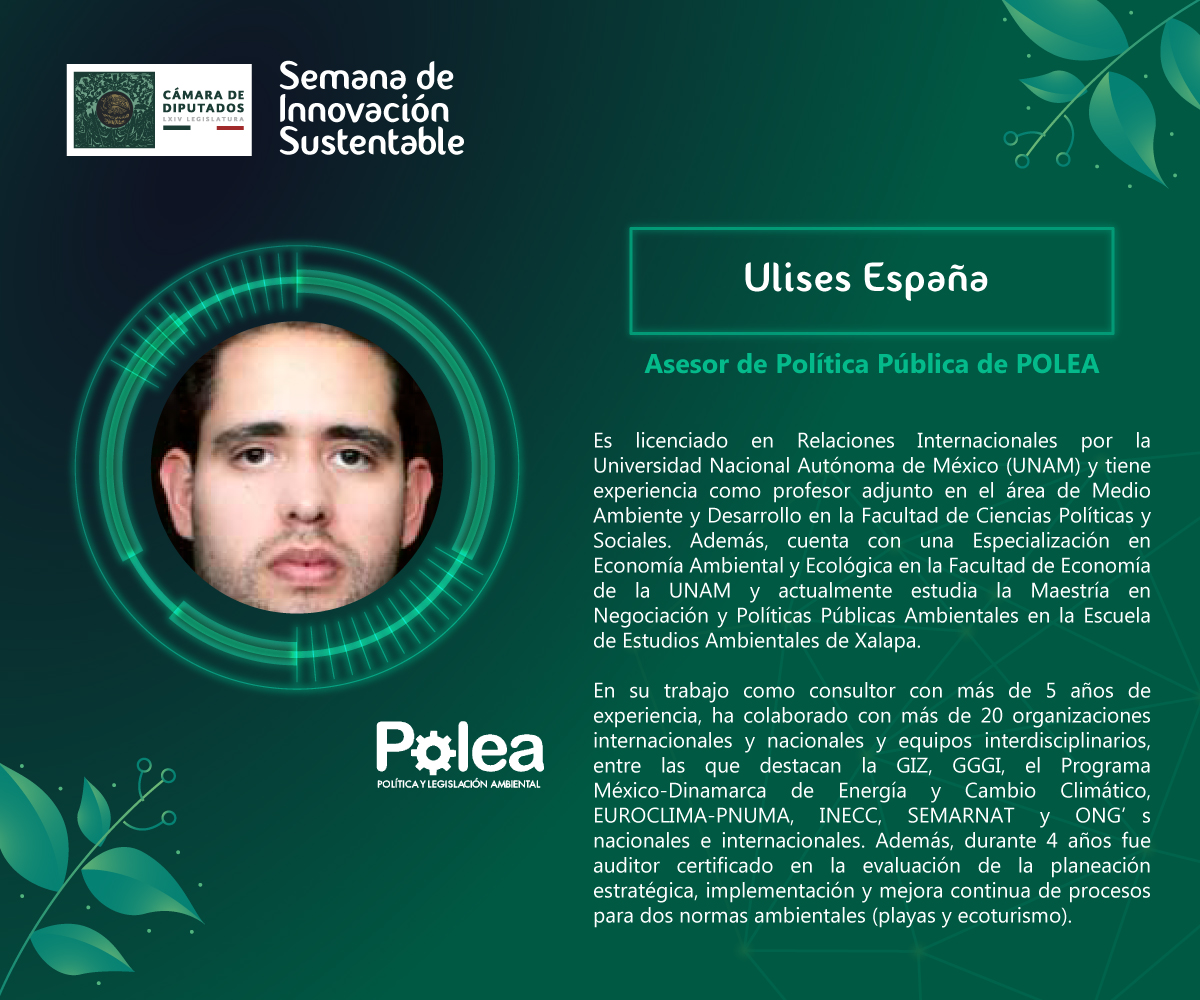 CÁMARA DE
DIPUTADOS
LXIV LEGISLATURA
Semana de
Innovación
Sustentable
Ulises España
Asesor de Política Pública de POLEA
Es licenciado en Relaciones Internacionales por la
Universidad Nacional Autónoma de México (UNAM) y tiene
experiencia como profesor adjunto en el área de Medio
Ambiente y Desarrollo en la Facultad de Ciencias Políticas y
Sociales. Además, cuenta con una Especialización en
Economía Ambiental y Ecológica en la Facultad de Economía
de la UNAM y actualmente estudia la Maestría en
Negociación y Políticas Públicas Ambientales en la Escuela
de Estudios Ambientales de Xalapa.
En su trabajo como consultor con más de 5 años de
experiencia, ha colaborado con más de 20 organizaciones
internacionales y nacionales y equipos interdisciplinarios,
entre las que destacan la GIZ, GGGI, el Programa
México-Dinamarca de Energía y Cambio Climático,
EUROCLIMA-PNUMA, INECC, SEMARNAT y ONG’ s
nacionales e internacionales. Además, durante 4 años fue
auditor certificado en la evaluación de la planeación
estratégica, implementación y mejora continua de procesos
para dos normas ambientales (playas y ecoturismo).
Polea
POLÍTICA Y LEGISLACIÓN AMBIENTAL